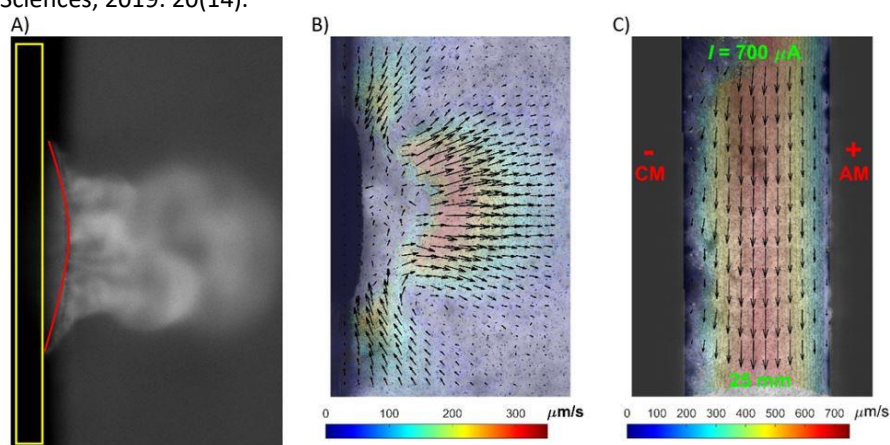 Sciences, 2019. 20(14).
A)
B)
C)
I = 700 μA
-
CM
+
AM
25 mm
0 100 200 300 μm/s
0 100 200 300 400 500 600 700 μm/s